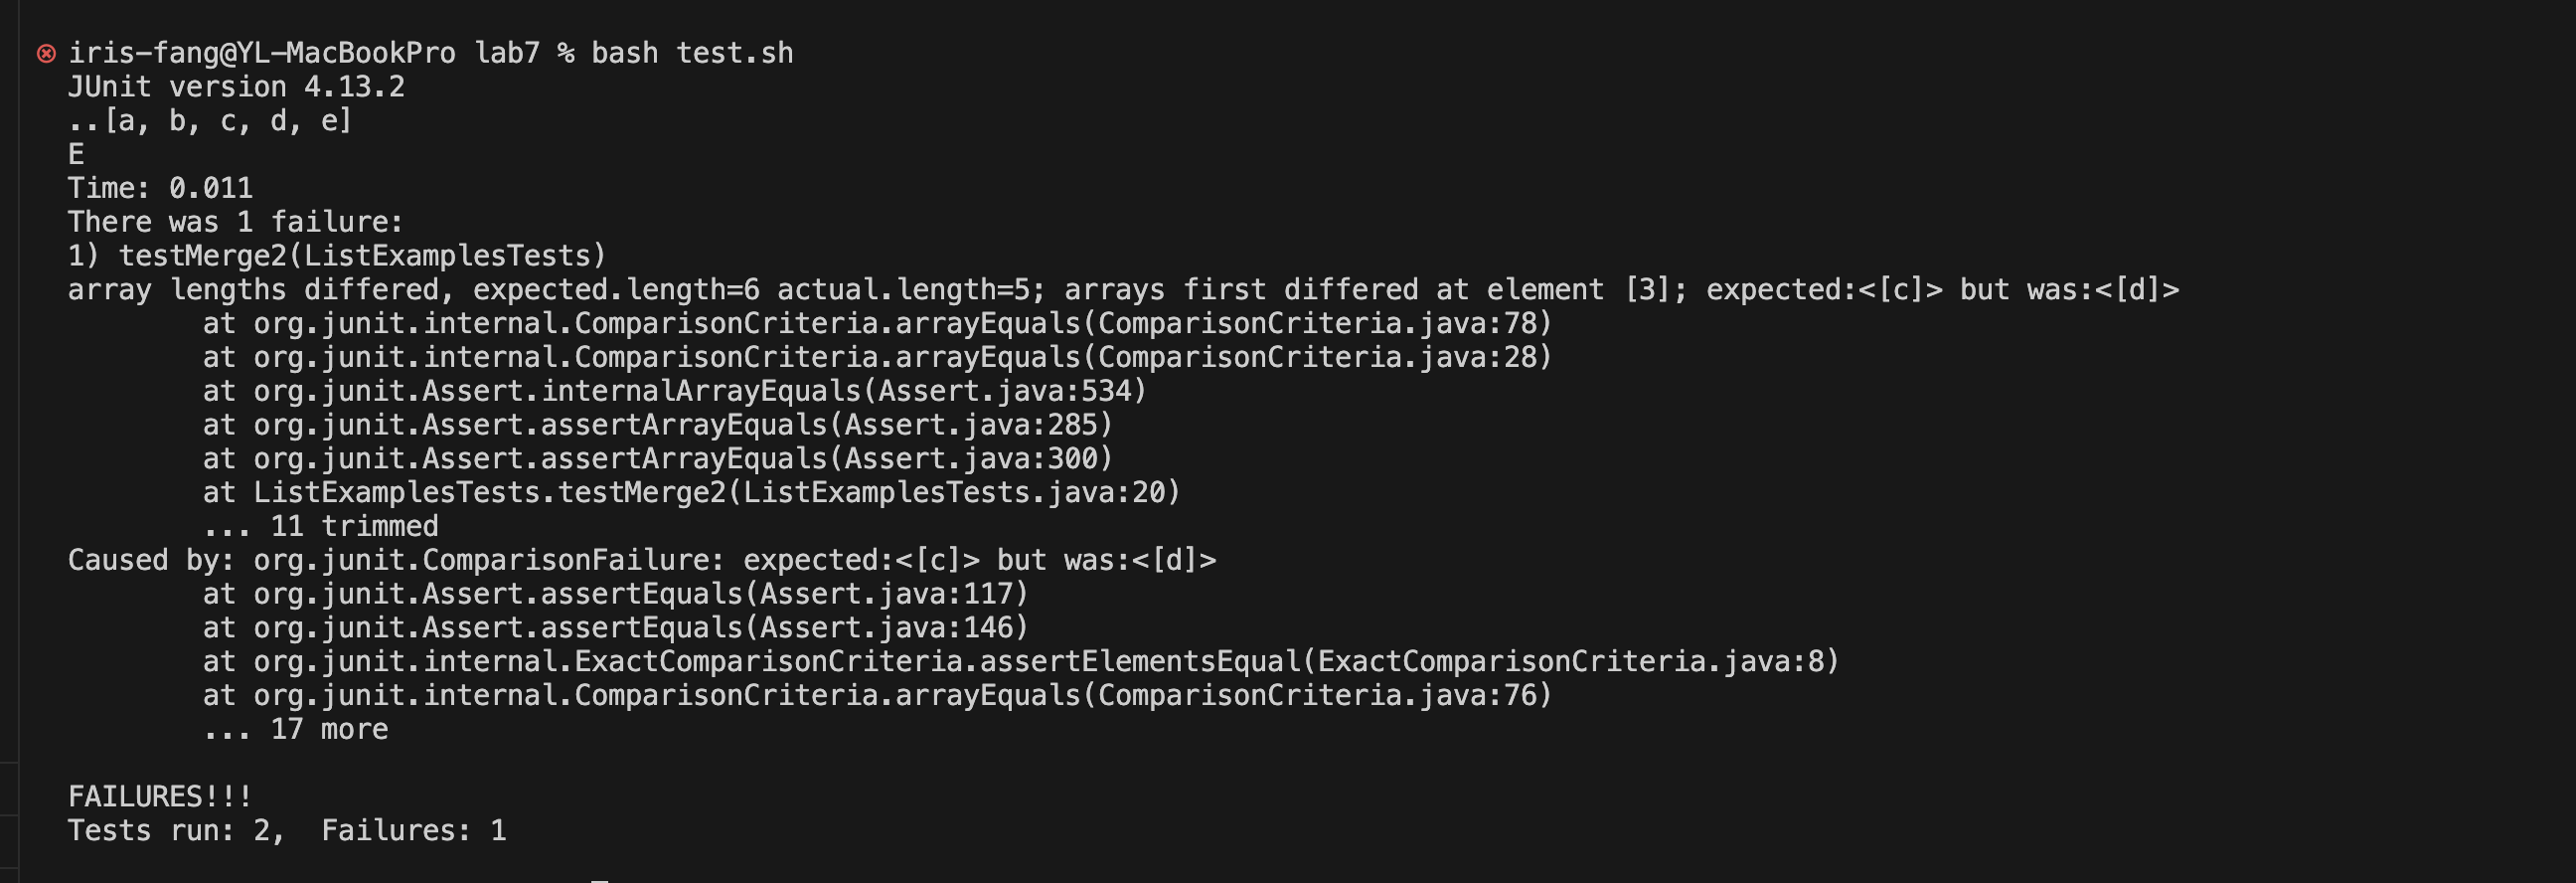 iris-fang@YL-MacBookPro lab7 % bash test.sh
JUnit version 4.13.2
..[a, b, c, d, e]
E
Time: 0.011
There was 1 failure:
1) testMerge2(ListExamplesTests)
array lengths differed, expected.length=6 actual.length=5; arrays first differed at element [3]; expected:<[c]> but was:<[d]>
        at org.junit.internal.ComparisonCriteria.arrayEquals(ComparisonCriteria.java:78)
        at org.junit.internal.ComparisonCriteria.arrayEquals(ComparisonCriteria.java:28)
        at org.junit.Assert.internalArrayEquals(Assert.java:534)
        at org.junit.Assert.assertArrayEquals(Assert.java:285)
        at org.junit.Assert.assertArrayEquals(Assert.java:300)
        at ListExamplesTests.testMerge2(ListExamplesTests.java:20)
        ... 11 trimmed
Caused by: org.junit.ComparisonFailure: expected:<[c]> but was:<[d]>
        at org.junit.Assert.assertEquals(Assert.java:117)
        at org.junit.Assert.assertEquals(Assert.java:146)
        at org.junit.internal.ExactComparisonCriteria.assertElementsEqual(ExactComparisonCriteria.java:8)
        at org.junit.internal.ComparisonCriteria.arrayEquals(ComparisonCriteria.java:76)
        ... 17 more
FAILURES!!!
Tests run: 2,  Failures: 1